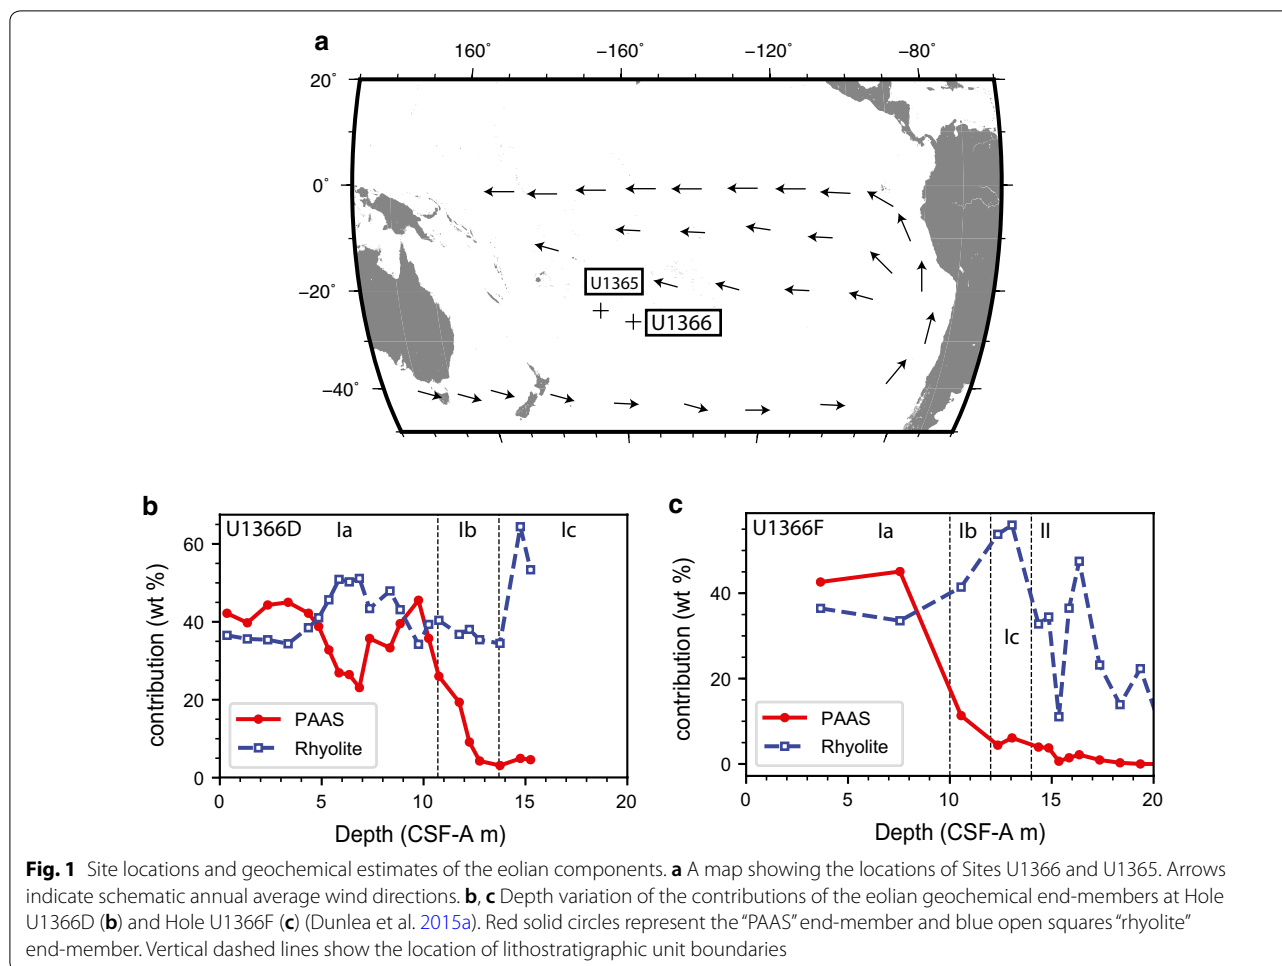 a
160° −160° −120° −80°
20°
0°
−20°
−40°
U1365
U1366
b
U1366D Ia Ib Ic
contribution (wt %)
60
40
20
0
PAAS
Rhyolite
0 5 10 15 20
Depth (CSF-A m)
c
U1366F Ia Ib II
Ic
contribution (wt %)
40
20
0
PAAS
Rhyolite
0 5 10 15 20
Depth (CSF-A m)
Fig. 1 Site locations and geochemical estimates of the eolian components. a A map showing the locations of Sites U1366 and U1365. Arrows
indicate schematic annual average wind directions. b, c Depth variation of the contributions of the eolian geochemical end-members at Hole
U1366D (b) and Hole U1366F (c) (Dunlea et al. 2015a). Red solid circles represent the “PAAS” end-member and blue open squares “rhyolite”
end-member. Vertical dashed lines show the location of lithostratigraphic unit boundaries